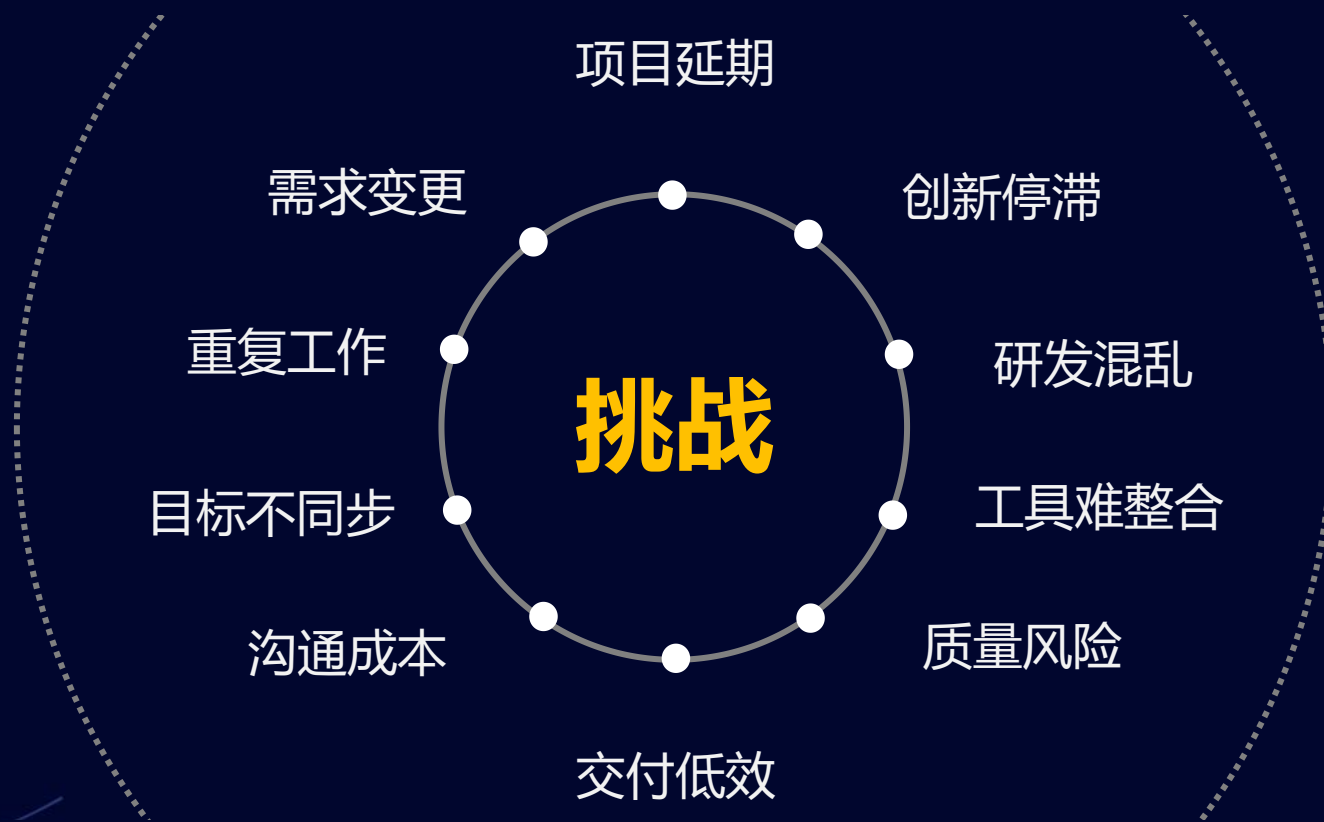 项目延期
需求变更
创新停滞
重复工作
研发混乱
挑战
目标不同步
工具难整合
沟通成本
质量风险
交付低效